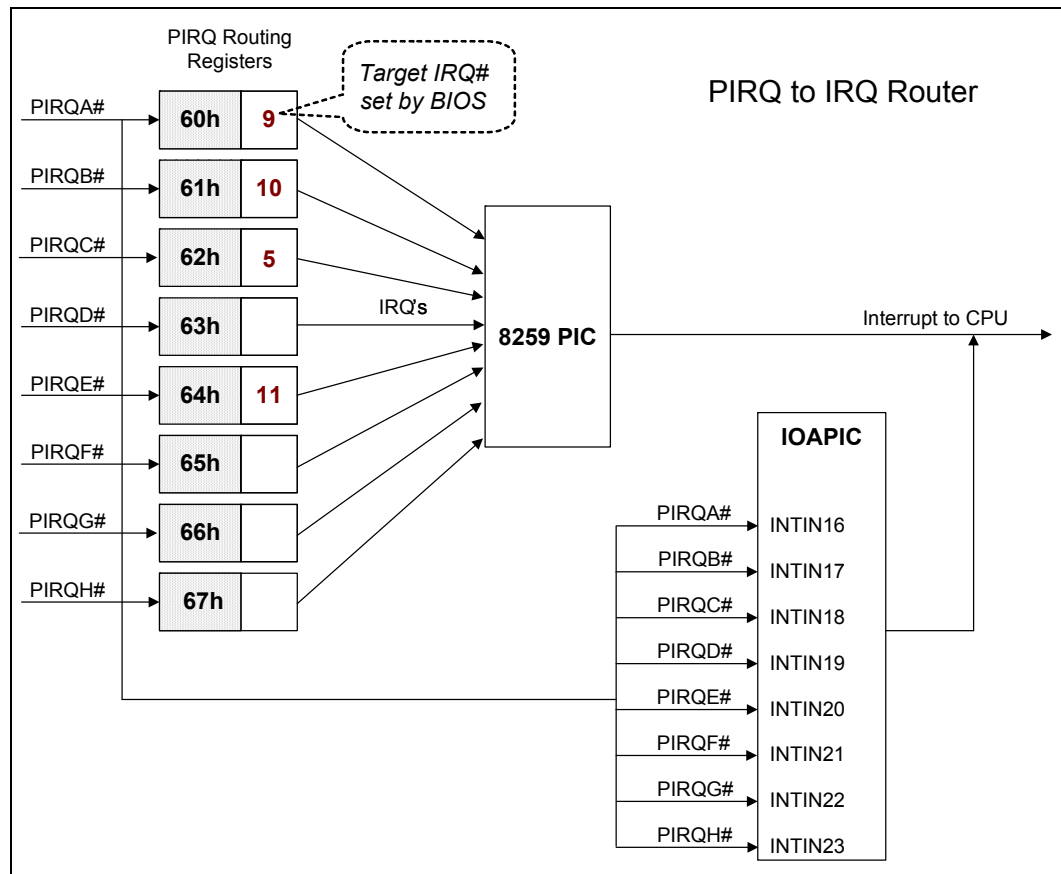 PIRQ Routing
Registers
Target IRQ#
set by BIOS
PIRQ to IRQ Router
PIRQA#
60h
9
PIRQB#
61h
10
PIRQC#
62h
5
PIRQD#
63h
IRQ's
PIRQE#
64h
11
PIRQF#
65h
PIRQG#
66h
PIRQH#
67h
8259 PIC
Interrupt to CPU
IOAPIC
PIRQA#
INTIN16
PIRQB#
INTIN17
PIRQC#
INTIN18
PIRQD#
INTIN19
PIRQE#
INTIN20
PIRQF#
INTIN21
PIRQG#
INTIN22
PIRQH#
INTIN23